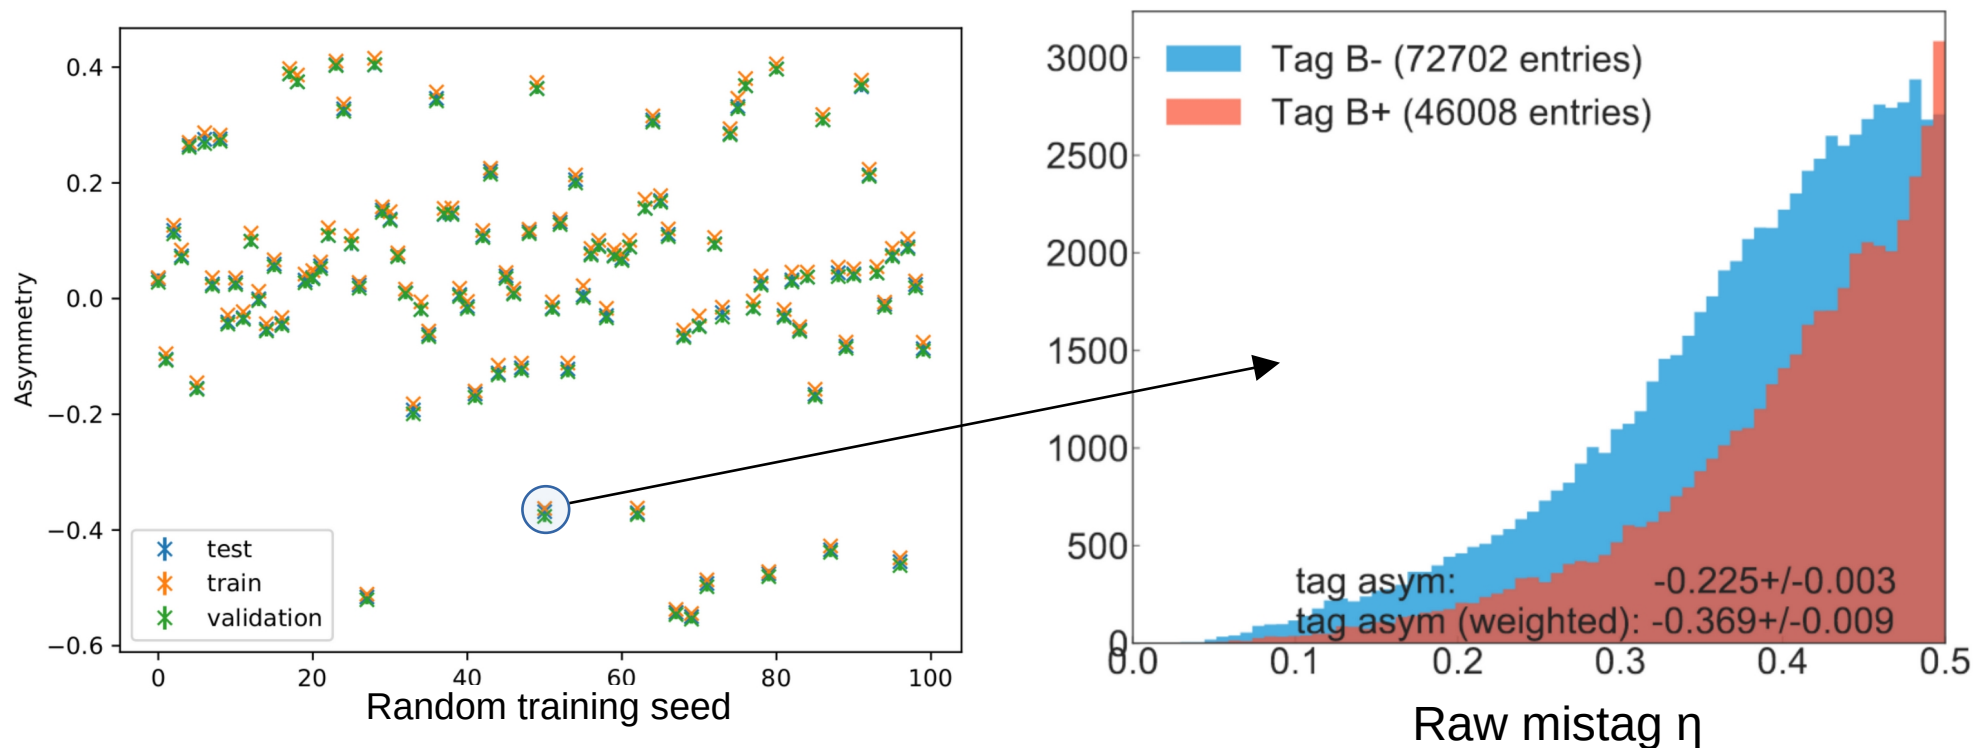 Asymmetry
0.4
0.2
0.0
−0.2
−0.4
−0.6
test
train
validation
0 20 40 60 80 100
Random training seed
Tag B- (72702 entries)
Tag B+ (46008 entries)
3000
2500
2000
1500
1000
500
0
tag asym: -0.225+/-0.003
tag asym (weighted): -0.369+/-0.009
0.0 0.1 0.2 0.3 0.4 0.5
Raw mistag η